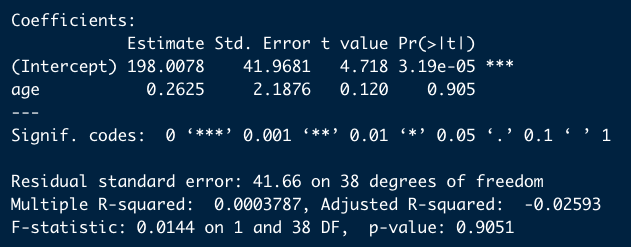 Coefficients:
            Estimate Std. Error t value Pr(>|t|)
(Intercept) 198.0078    41.9681   4.718 3.19e-05 ***
age           0.2625     2.1876   0.120    0.905
---
Signif. codes:  0 ‘***’ 0.001 ‘**’ 0.01 ‘*’ 0.05 ‘.’ 0.1 ‘ ’ 1

Residual standard error: 41.66 on 38 degrees of freedom
Multiple R-squared:  0.0003787, Adjusted R-squared:  -0.02593
F-statistic: 0.0144 on 1 and 38 DF,  p-value: 0.9051